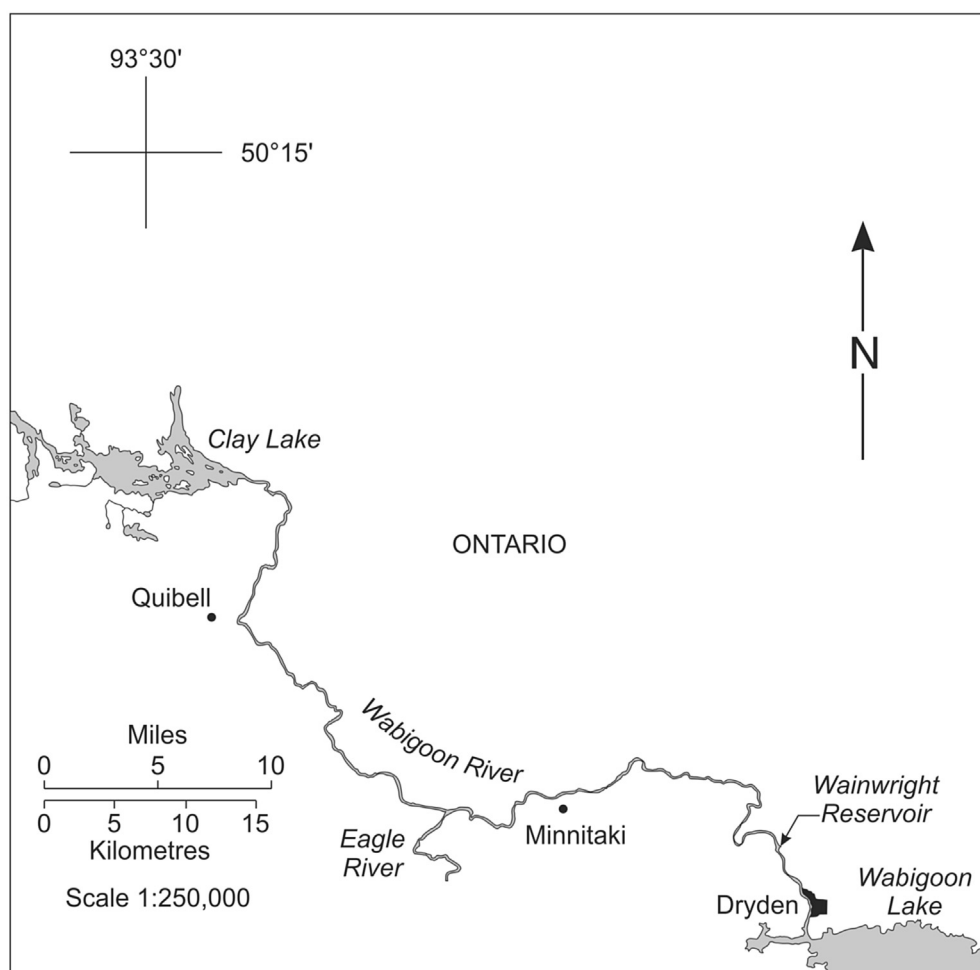 93°30'
50°15'
N
Clay Lake
ONTARIO
Quibell
Wabigoon River
Miles
0 5 10
0 5 10 15
Kilometres
Scale 1:250,000
Eagle
River
Minnitaki
Wainwright
Reservoir
Dryden
Wabigoon
Lake